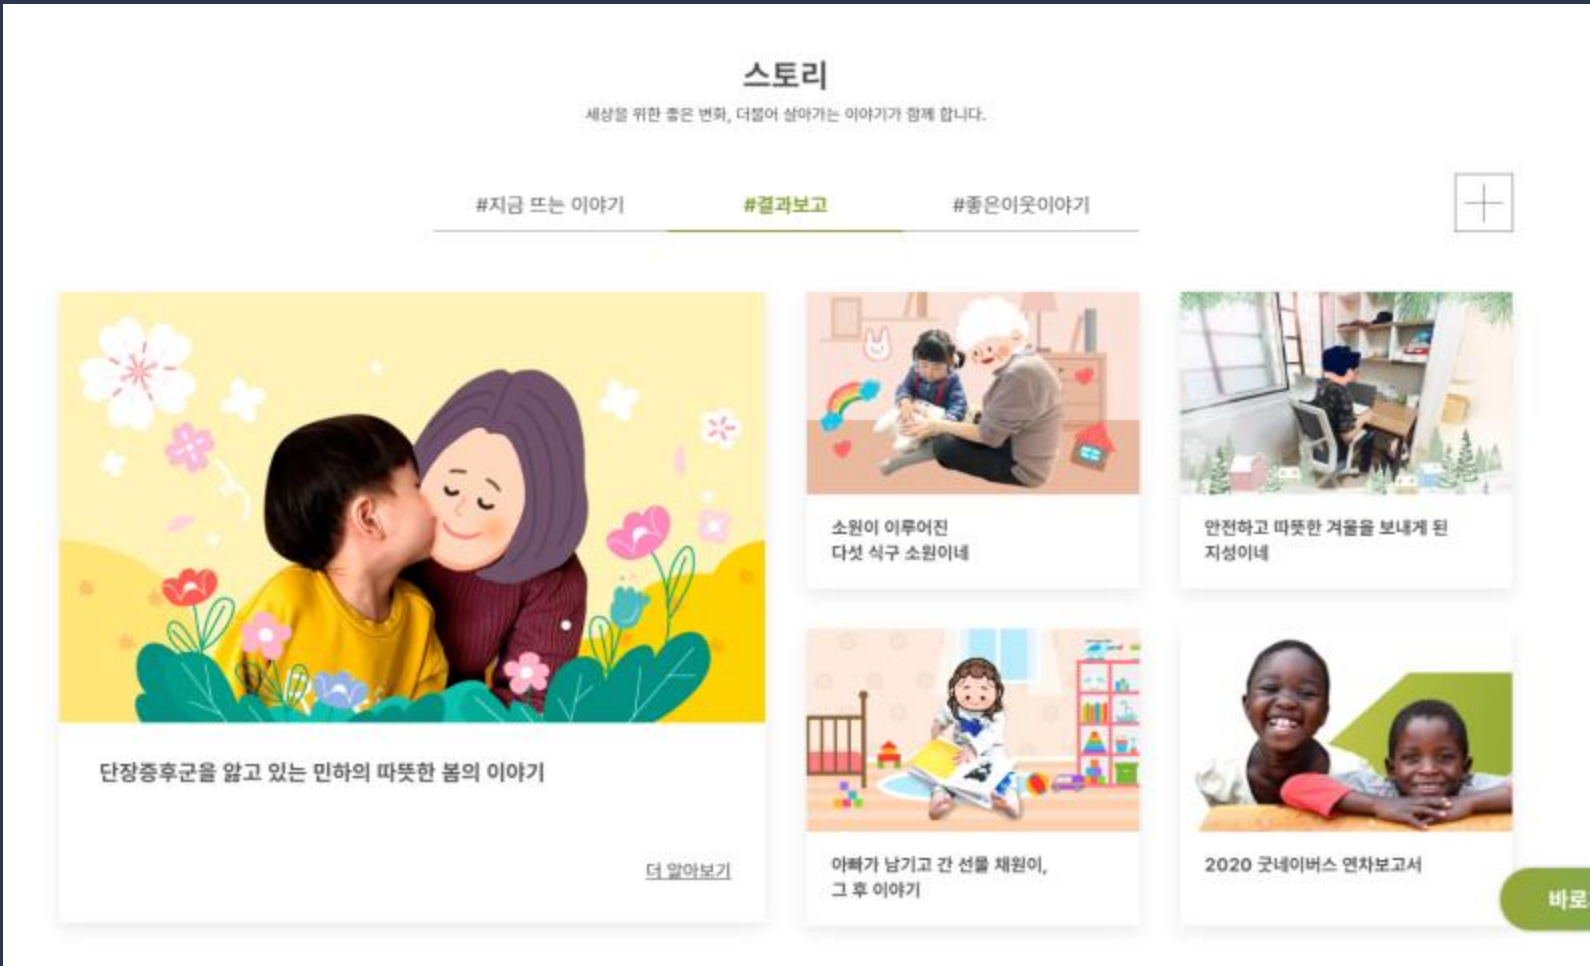 스토리
세상을 위한 좋은 변화, 더불어 살아가는 이야기가 함께 합니다.
#지금 뜨는 이야기
#결과보고
#좋은이웃이야기
단장증후군을 앓고 있는 민하의 따뜻한 봄의 이야기
더 알아보기
소원이 이루어진
다섯 식구 소원이네
안전하고 따뜻한 겨울을 보내게 된
지성이네
아빠가 남기고 간 선물 채원이,
그 후 이야기
2020 굿네이버스 연차보고서
바로